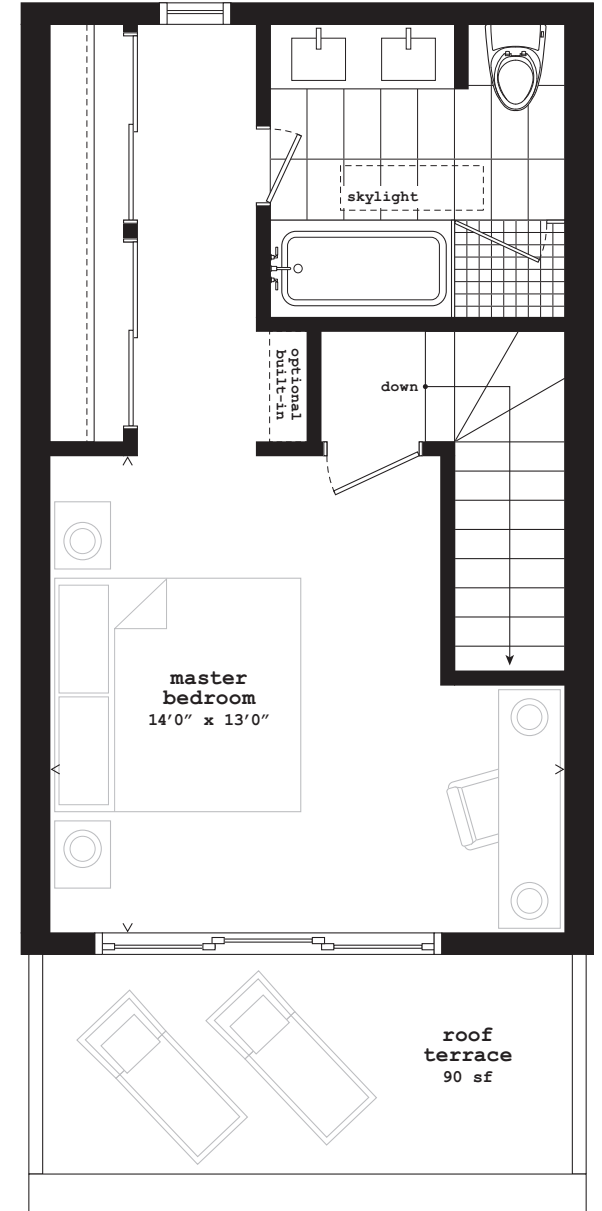 skylight
optional
built-in
down
master
bedroom
14′0″ x 13′0″
roof
terrace
90 sf